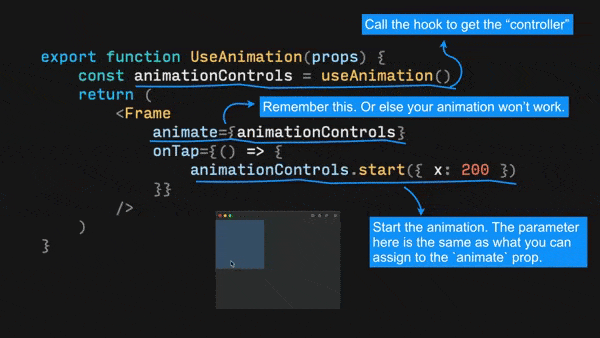 Call the hook to get the “controller”
export function UseAnimation(props) {
const animationControls = useAnimation()
return (
<Frame
Remember this. Or else your animation won’t work.
animate={animationControls}
onTap={() => {
animationControls.start({ x: 200 })
}}
/>
)
}
Start the animation. The parameter
here is the same as what you can
assign to the `animate` prop.